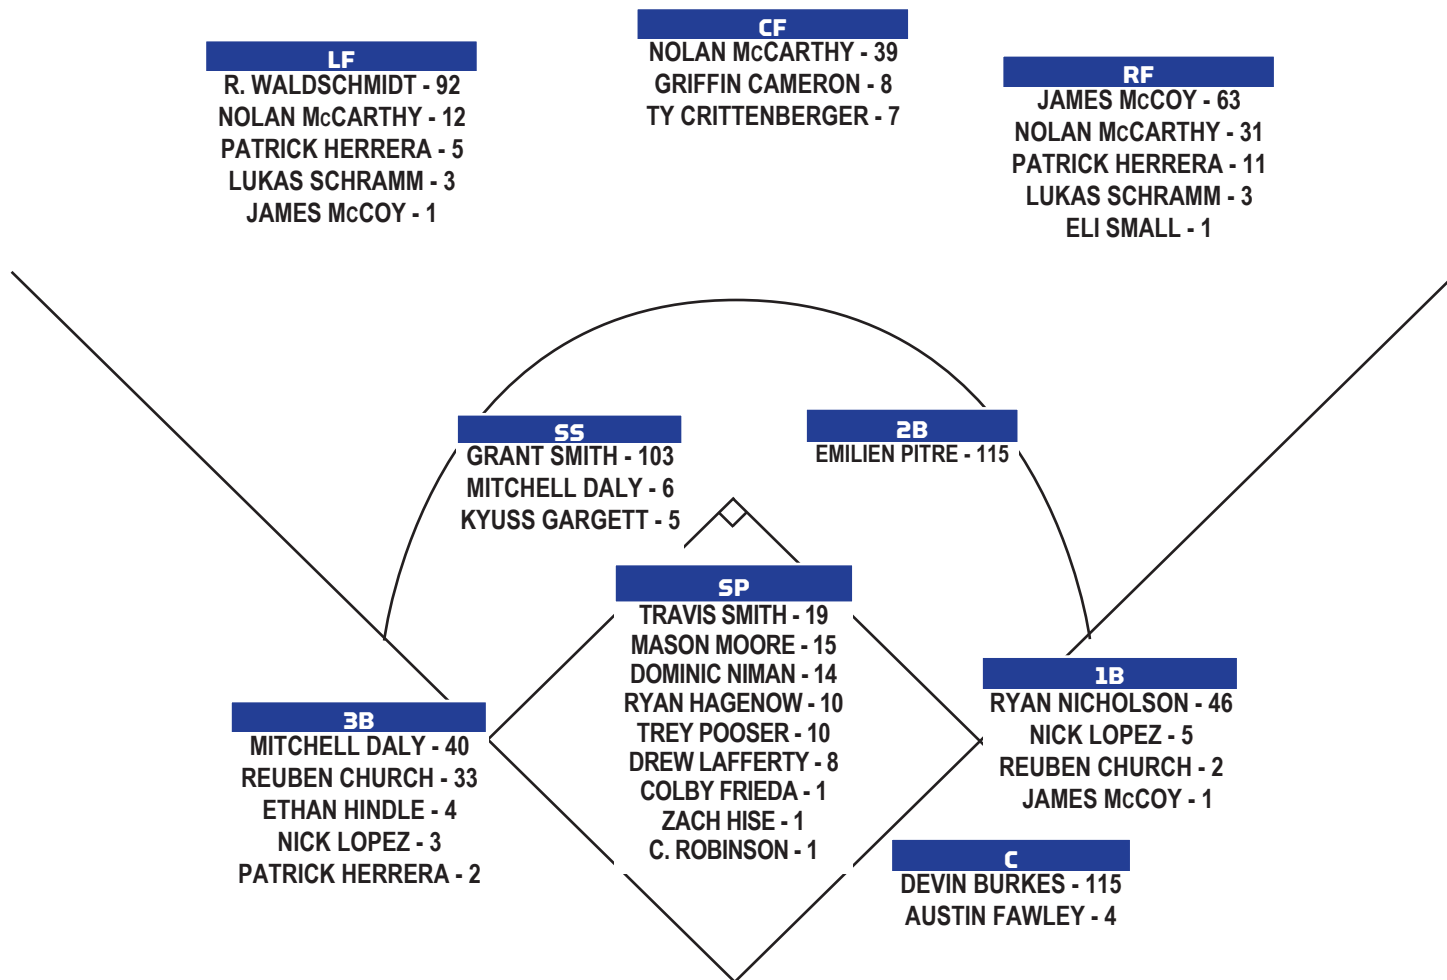 LF
R. WALDSCHMIDT - 92
NOLAN McCARTHY - 12
PATRICK HERRERA - 5
LUKAS SCHRAMM - 3
JAMES McCOY - 1
CF
NOLAN McCARTHY - 39
GRIFFIN CAMERON - 8
TY CRITTENBERGER - 7
RF
JAMES McCOY - 63
NOLAN McCARTHY - 31
PATRICK HERRERA - 11
LUKAS SCHRAMM - 3
ELI SMALL - 1
SS
GRANT SMITH - 103
MITCHELL DALY - 6
KYUSS GARGETT - 5
2B
EMILIEN PITRE - 115
3B
MITCHELL DALY - 40
REUBEN CHURCH - 33
ETHAN HINDLE - 4
NICK LOPEZ - 3
PATRICK HERRERA - 2
SP
TRAVIS SMITH - 19
MASON MOORE - 15
DOMINIC NIMAN - 14
RYAN HAGENOW - 10
TREY POOSER - 10
DREW LAFFERTY - 8
COLBY FRIEDA - 1
ZACH HISE - 1
C. ROBINSON - 1
1B
RYAN NICHOLSON - 46
NICK LOPEZ - 5
REUBEN CHURCH - 2
JAMES McCOY - 1
C
DEVIN BURKES - 115
AUSTIN FAWLEY - 4